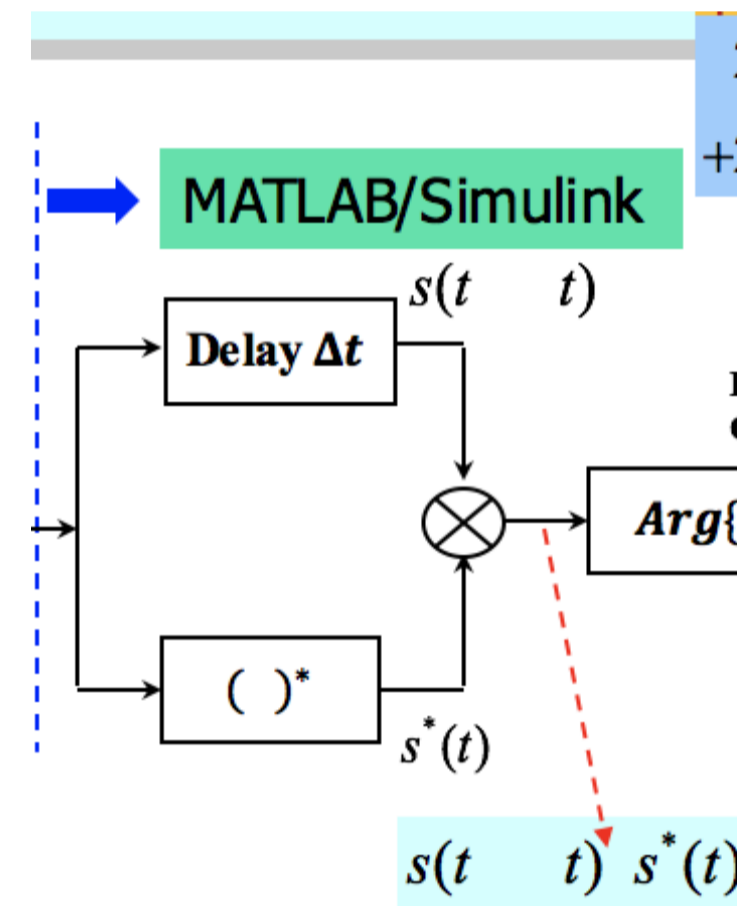 MATLAB/Simulink
s(t t)
Delay Δt
Arg{
( )*
s*(t)
s(t t) s*(t)